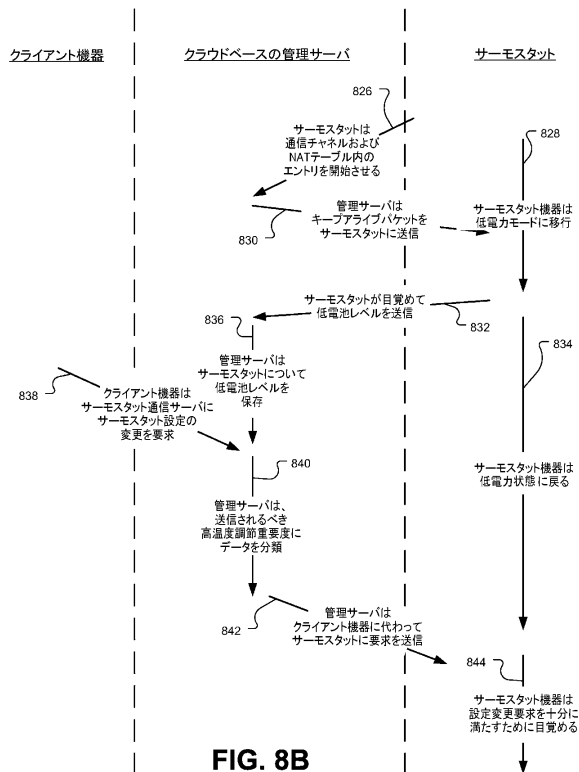 クライアント機器
クラウドベースの管理サーバ
サーモスタット
826
サーモスタットは
通信チャネルおよび
NATテーブル内の
エントリを開始させる
828
サーモスタット機器は
低電力モードに移行
830
管理サーバは
キープアライブパケットを
サーモスタットに送信
サーモスタットが目覚めて
低電池レベルを送信
832
834
836
管理サーバは
サーモスタットについて
低電池レベルを
保存
838
クライアント機器は
サーモスタット通信サーバに
サーモスタット設定の
変更を要求
サーモスタット機器は
低電力状態に戻る
840
管理サーバは、
送信されるべき
高温度調節重要度に
データを分類
842
管理サーバは
クライアント機器に代わって
サーモスタットに要求を送信
844
サーモスタット機器は
設定変更要求を十分に
満たすために目覚める
FIG. 8B